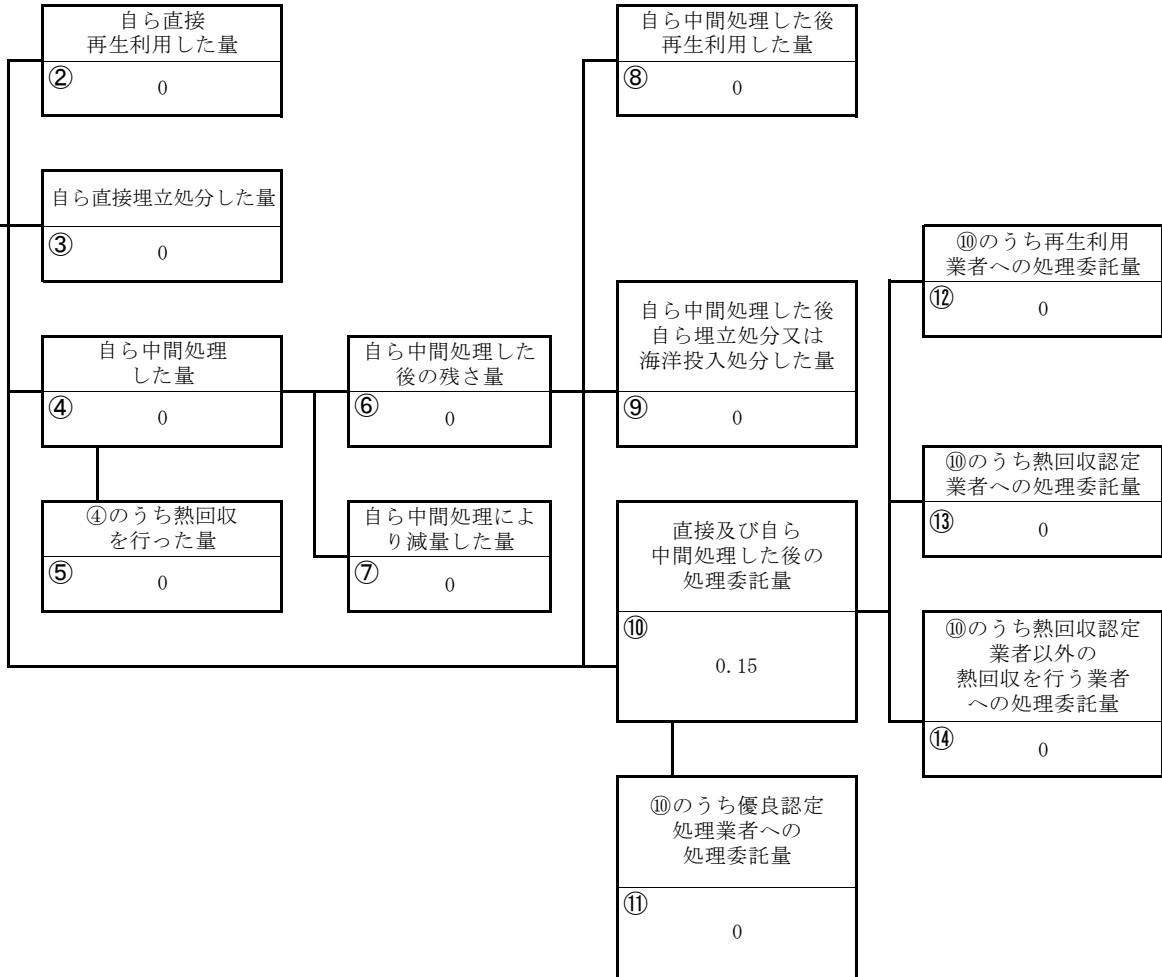 自ら直接
再生利用した量
②
0
自ら中間処理した後
再生利用した量
⑧
0
自ら直接埋立処分した量
③
0
⑩のうち再生利用
業者への処理委託量
⑫
0
自ら中間処理した後
自ら埋立処分又は
海洋投入処分した量
⑨
0
自ら中間処理
した量
④
0
自ら中間処理した
後の残さ量
⑥
0
⑩のうち熱回収認定
業者への処理委託量
⑬
0
④のうち熱回収
を行った量
⑤
0
自ら中間処理によ
り減量した量
⑦
0
直接及び自ら
中間処理した後の
処理委託量
⑩
0.15
⑩のうち熱回収認定
業者以外の
熱回収を行う業者
への処理委託量
⑭
0
⑩のうち優良認定
処理業者への
処理委託量
⑪
0